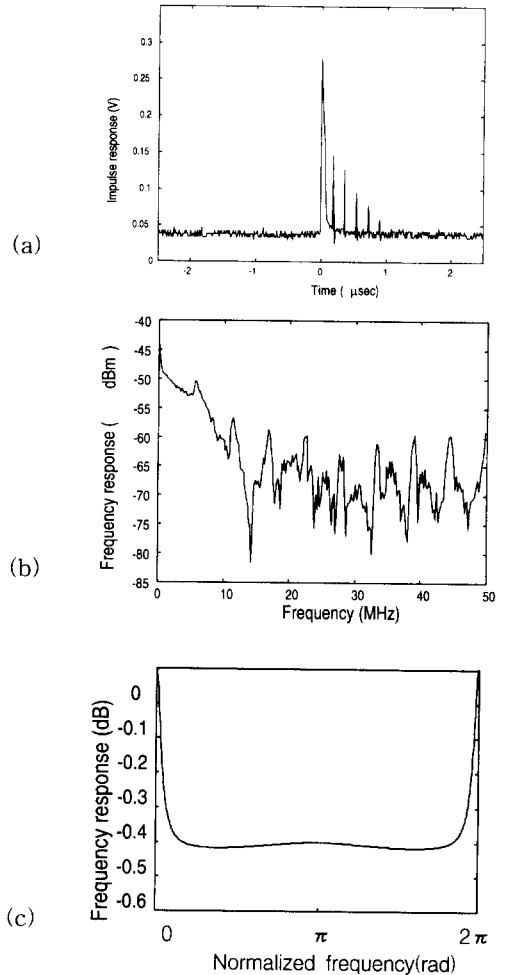 0.35
0.3
0.25
0.2
0.15
0.1
0.05
0
Impulse response (V)
-2 -1 0 1 2
Time ( μsec)
(a)
-40
-45
-50
-55
-60
-65
-70
-75
-80
-85
Frequency response ( dBm )
0 10 20 30 40 50
Frequency (MHz)
(b)
0
-0.1
-0.2
-0.3
-0.4
-0.5
-0.6
Frequency response (dB)
0 π 2π
Normalized frequency(rad)
(c)